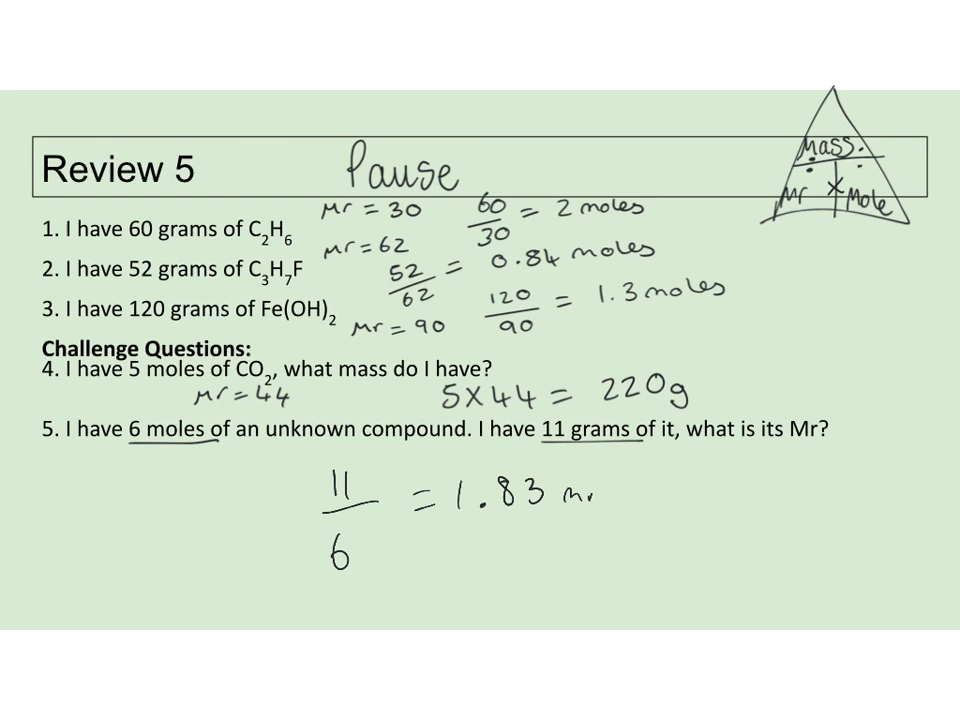 Review 5 Pause
Mass
Mr × Mole
1. I have 60 grams of C2H6 Mr = 30 60/30 = 2 moles
2. I have 52 grams of C3H7F Mr = 62 52/62 = 0.84 moles
3. I have 120 grams of Fe(OH)2 Mr = 90 120/90 = 1.3 moles
Challenge Questions:
4. I have 5 moles of CO2, what mass do I have?
Mr = 44 5 X 44 = 220g
5. I have 6 moles of an unknown compound. I have 11 grams of it, what is its Mr?
11/6 = 1.83 Mr